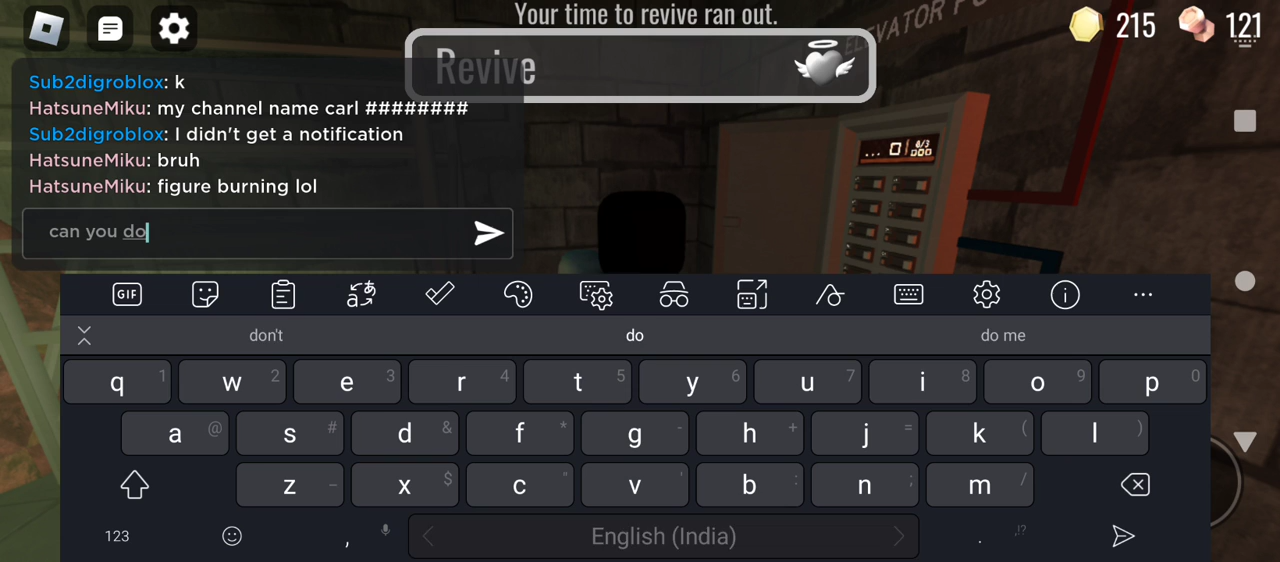 Your time to revive ran out.
ELEVATOR
215
121
Revive
Sub2digroblox: k
HatsuneMiku: my channel name carl ########
Sub2digroblox: I didn't get a notification
HatsuneMiku: bruh
HatsuneMiku: figure burning lol
can you do
GIF
don't
do
do me
q 1 w 2 e 3 r 4 t 5 y 6 u 7 i 8 o 9 p 0
a @ s # d & f * g - h + j = k ( l )
z _ x $ c " v ' b : n ; m /
123 , English (India) . ,!?